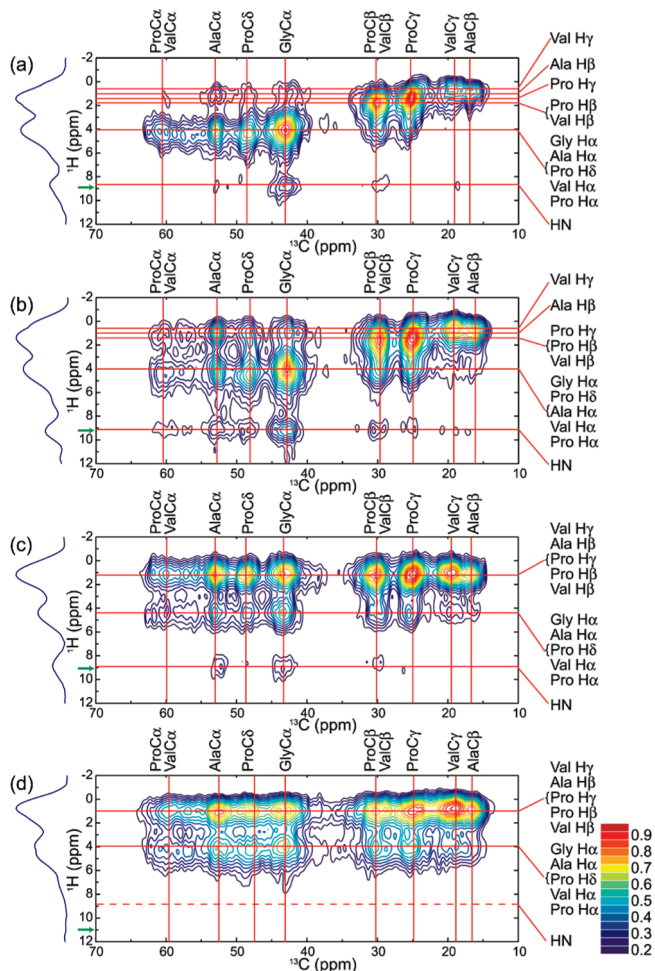 ProCα ValCα AlaCα ProCδ GlyCα ProCβ ValCβ ProCγ ValCγ AlaCβ
(a)
-2
0
2
4
6
8
10
12
¹H (ppm)
70 60 50 40 30 20 10
¹³C (ppm)
Val Hγ
Ala Hβ
Pro Hγ
{Pro Hβ
Val Hβ
Gly Hα
Ala Hα
{Pro Hδ
Val Hα
Pro Hα
HN
ProCα ValCα AlaCα ProCδ GlyCα ProCβ ValCβ ProCγ ValCγ AlaCβ
(b)
-2
0
2
4
6
8
10
12
¹H (ppm)
70 60 50 40 30 20 10
¹³C (ppm)
Val Hγ
Ala Hβ
Pro Hγ
{Pro Hβ
Val Hβ
Gly Hα
Pro Hδ
{Ala Hα
Val Hα
Pro Hα
HN
ProCα ValCα AlaCα ProCδ GlyCα ProCβ ValCβ ProCγ ValCγ AlaCβ
(c)
-2
0
2
4
6
8
10
12
¹H (ppm)
70 60 50 40 30 20 10
¹³C (ppm)
Val Hγ
Ala Hβ
{Pro Hγ
Pro Hβ
Val Hβ
Gly Hα
Ala Hα
{Pro Hδ
Val Hα
Pro Hα
HN
ProCα ValCα AlaCα ProCδ GlyCα ProCβ ValCβ ProCγ ValCγ AlaCβ
(d)
-2
0
2
4
6
8
10
12
¹H (ppm)
70 60 50 40 30 20 10
¹³C (ppm)
Val Hγ
Ala Hβ
{Pro Hγ
Pro Hβ
Val Hβ
Gly Hα
Ala Hα
{Pro Hδ
Val Hα
Pro Hα
HN
0.9
0.8
0.7
0.6
0.5
0.4
0.3
0.2